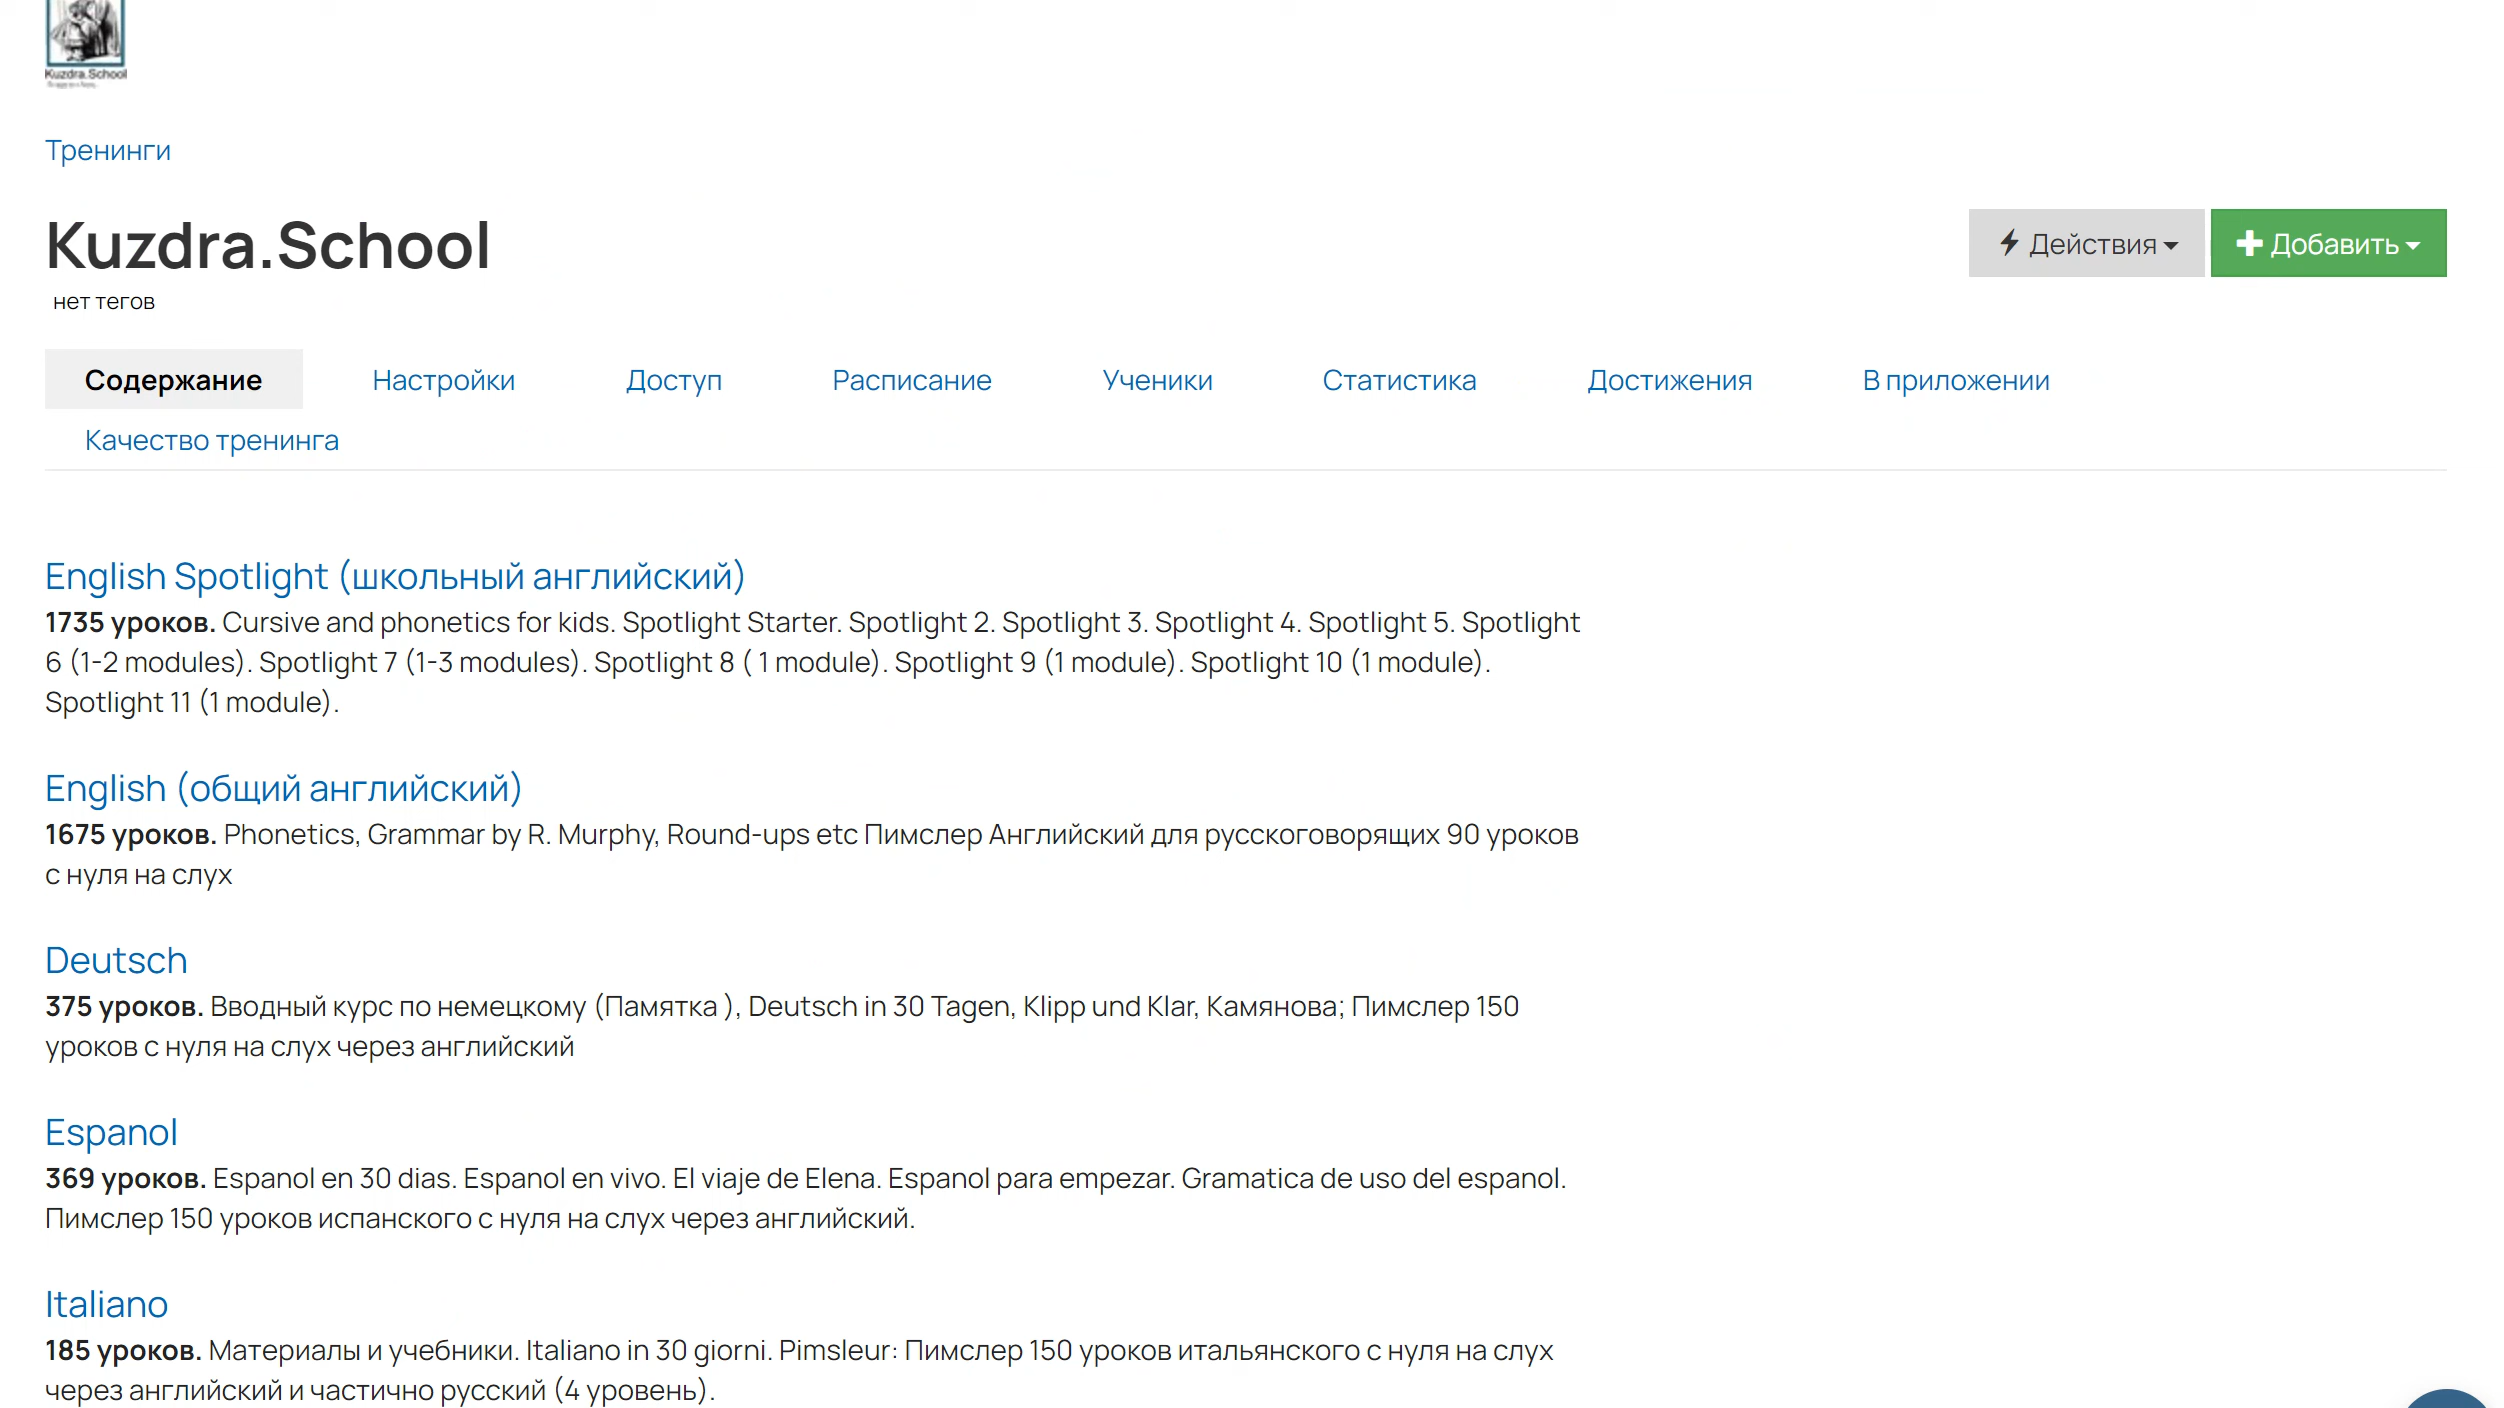 Kuzdra.School
Тренинги
Kuzdra.School
Действия
Добавить
нет тегов
Содержание
Настройки
Доступ
Расписание
Ученики
Статистика
Достижения
В приложении
Качество тренинга
English Spotlight (школьный английский)
1735 уроков. Cursive and phonetics for kids. Spotlight Starter. Spotlight 2. Spotlight 3. Spotlight 4. Spotlight 5. Spotlight
6 (1-2 modules). Spotlight 7 (1-3 modules). Spotlight 8 ( 1 module). Spotlight 9 (1 module). Spotlight 10 (1 module).
Spotlight 11 (1 module).
English (общий английский)
1675 уроков. Phonetics, Grammar by R. Murphy, Round-ups etc Пимслер Английский для русскоговорящих 90 уроков
с нуля на слух
Deutsch
375 уроков. Вводный курс по немецкому (Памятка ), Deutsch in 30 Tagen, Klipp und Klar, Камянова; Пимслер 150
уроков с нуля на слух через английский
Espanol
369 уроков. Espanol en 30 dias. Espanol en vivo. El viaje de Elena. Espanol para empezar. Gramatica de uso del espanol.
Пимслер 150 уроков испанского с нуля на слух через английский.
Italiano
185 уроков. Материалы и учебники. Italiano in 30 giorni. Pimsleur: Пимслер 150 уроков итальянского с нуля на слух
через английский и частично русский (4 уровень).